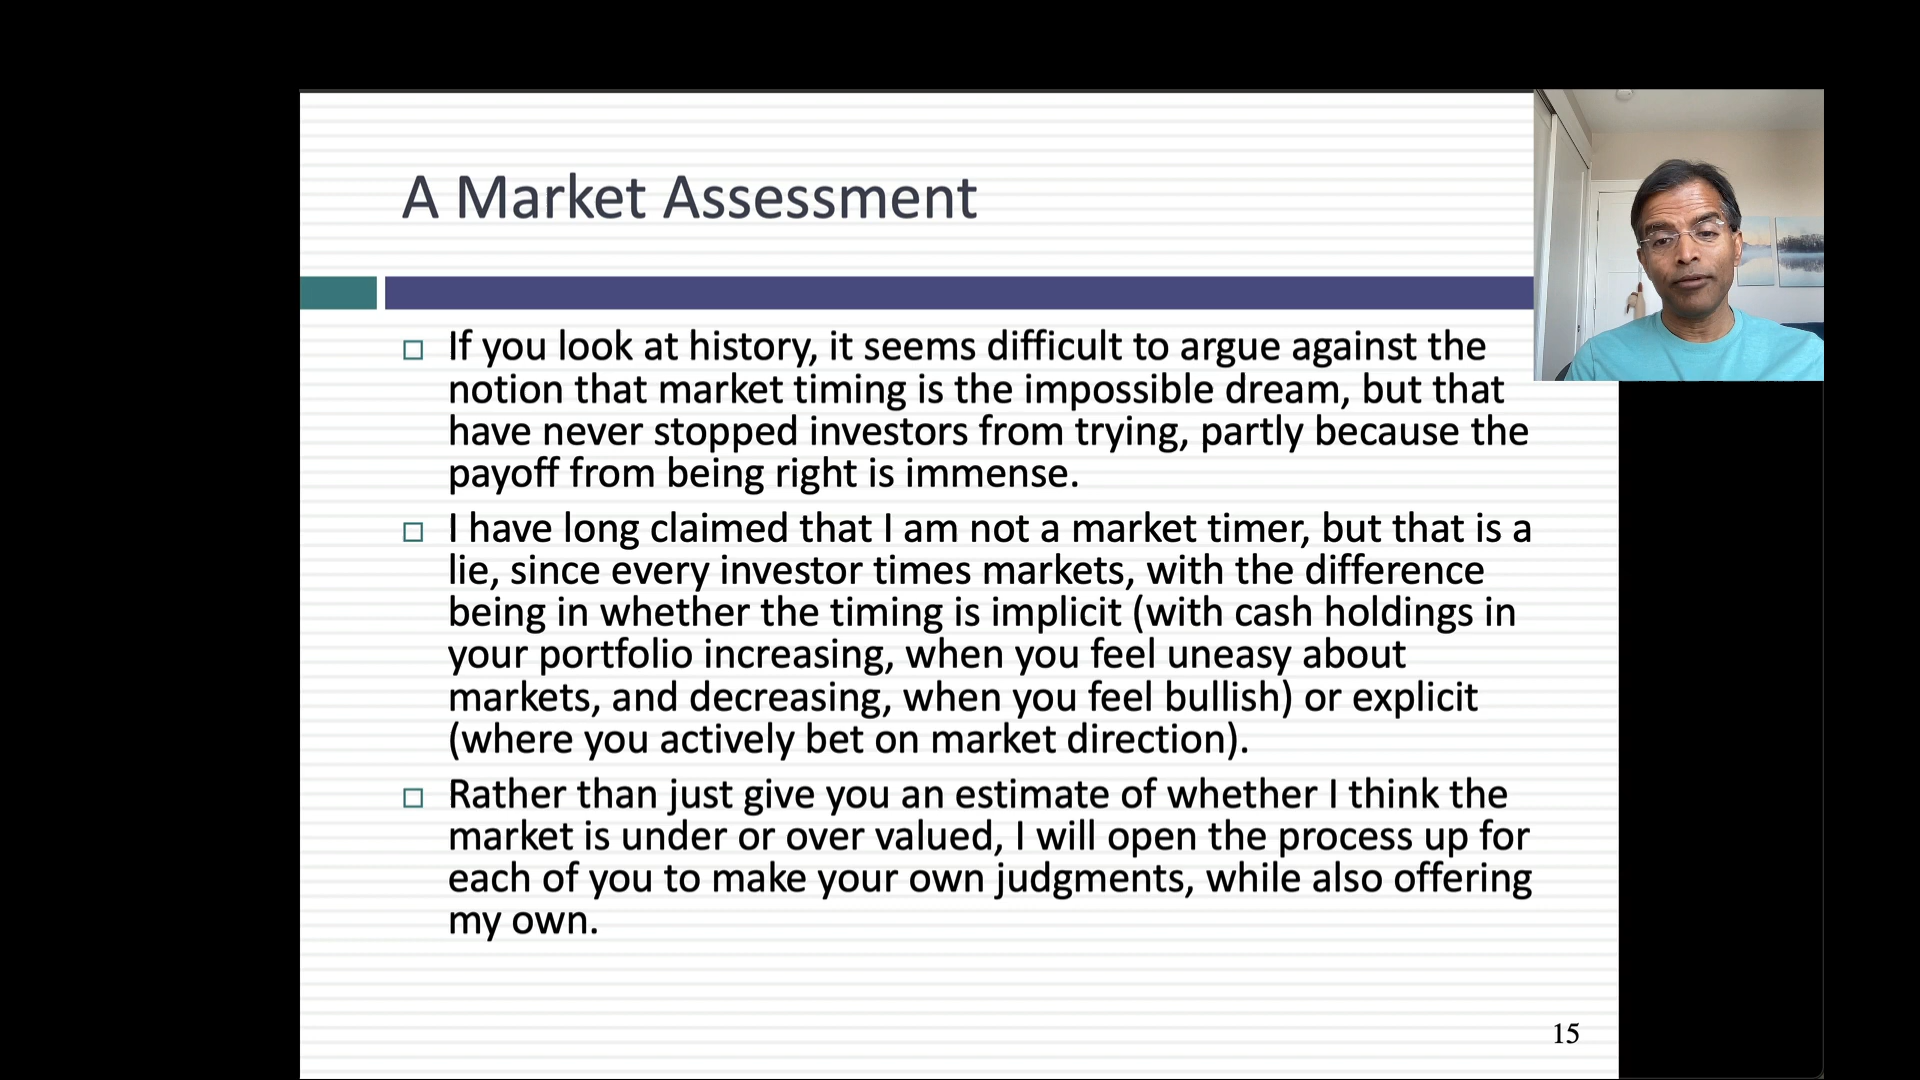 A Market Assessment
If you look at history, it seems difficult to argue against the
notion that market timing is the impossible dream, but that
have never stopped investors from trying, partly because the
payoff from being right is immense.
I have long claimed that I am not a market timer, but that is a
lie, since every investor times markets, with the difference
being in whether the timing is implicit (with cash holdings in
your portfolio increasing, when you feel uneasy about
markets, and decreasing, when you feel bullish) or explicit
(where you actively bet on market direction).
Rather than just give you an estimate of whether I think the
market is under or over valued, I will open the process up for
each of you to make your own judgments, while also offering
my own.
15